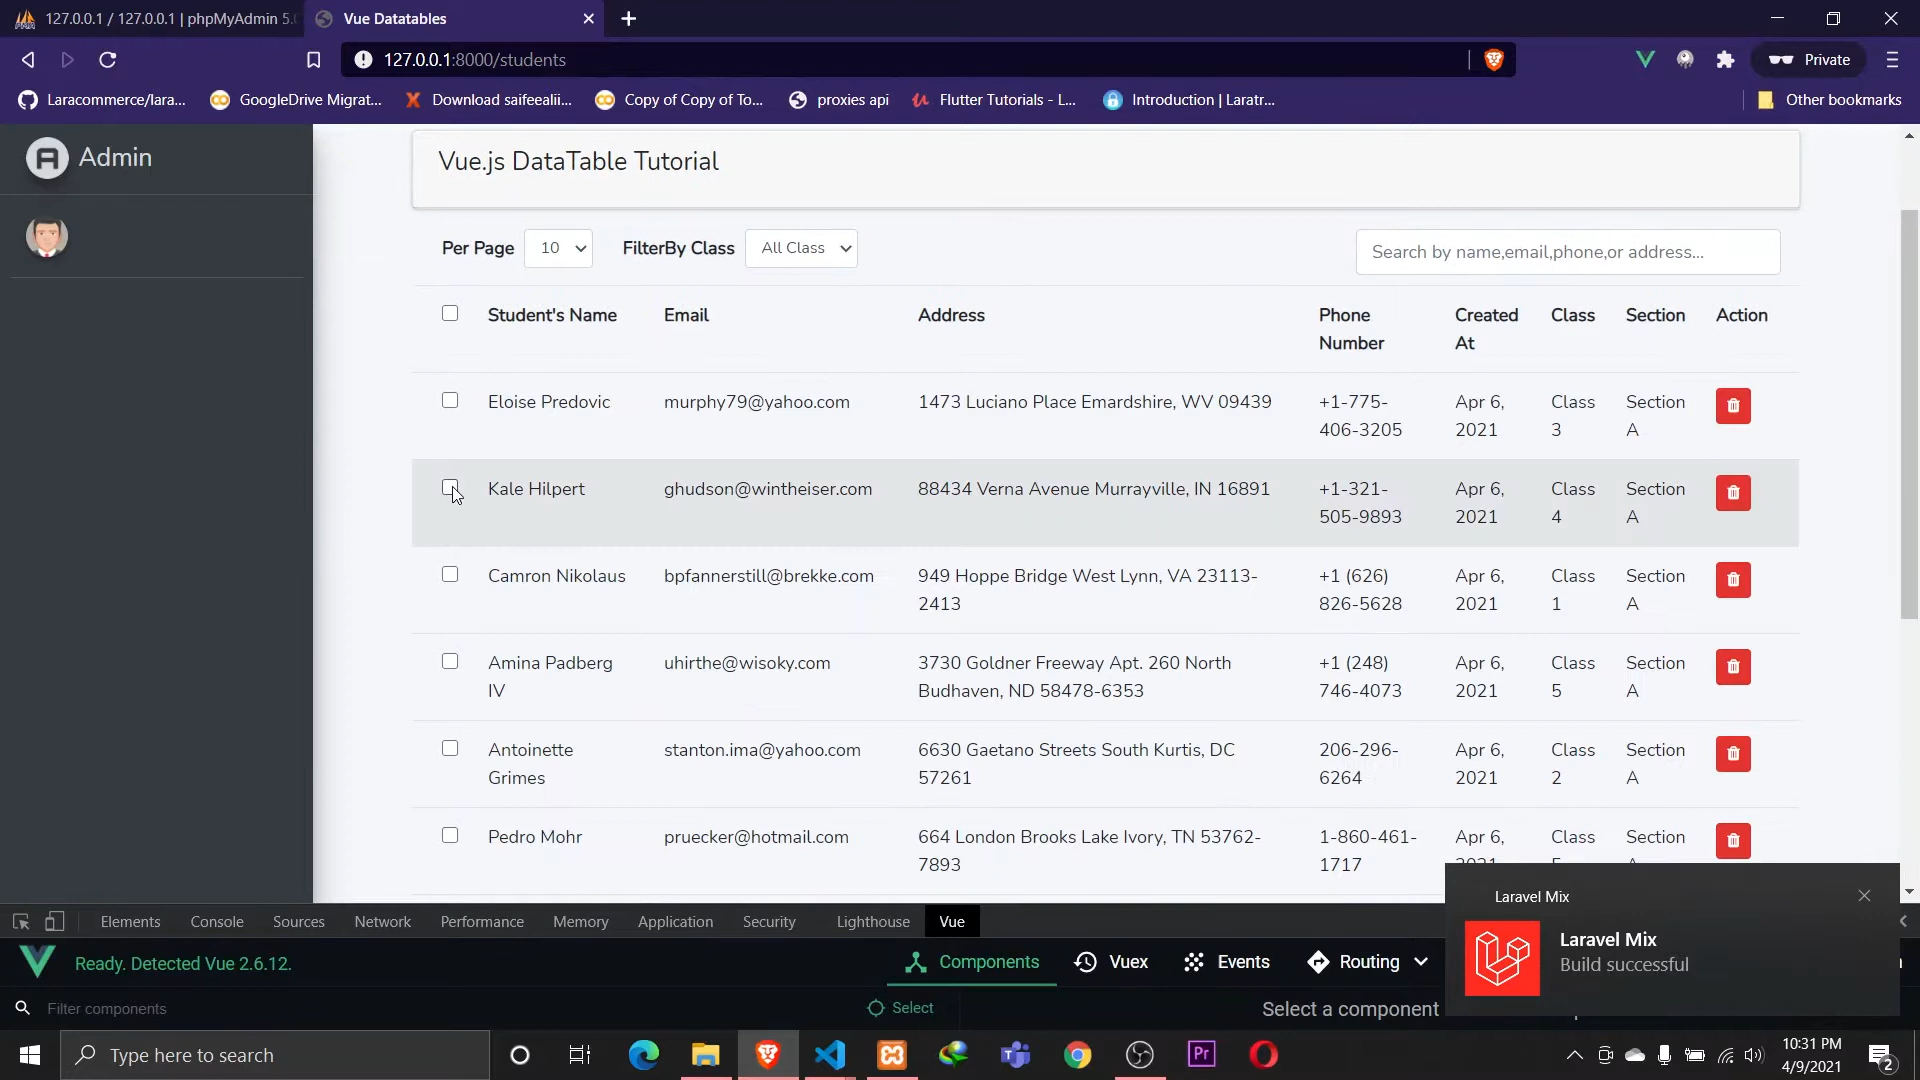 127.0.0.1 / 127.0.0.1 | phpMyAdmin 5.
Vue Datatables
127.0.0.1:8000/students
Private
Laracommerce/lara...
GoogleDrive Migrat...
Download saifeealii...
Copy of Copy of To...
proxies api
Flutter Tutorials - L...
Introduction | Laratr...
Other bookmarks
Admin
Vue.js DataTable Tutorial
Per Page 10 FilterBy Class All Class
Search by name,email,phone,or address...
Student's Name Email Address Phone Number Created At Class Section Action
Eloise Predovic murphy79@yahoo.com 1473 Luciano Place Emardshire, WV 09439 +1-775- Apr 6, Class Section
406-3205 2021 3 A
Kale Hilpert ghudson@wintheiser.com 88434 Verna Avenue Murrayville, IN 16891 +1-321- Apr 6, Class Section
505-9893 2021 4 A
Camron Nikolaus bpfannerstill@brekke.com 949 Hoppe Bridge West Lynn, VA 23113- +1 (626) Apr 6, Class Section
2413 826-5628 2021 1 A
Amina Padberg uhirthe@wisoky.com 3730 Goldner Freeway Apt. 260 North +1 (248) Apr 6, Class Section
IV Budhaven, ND 58478-6353 746-4073 2021 5 A
Antoinette stanton.ima@yahoo.com 6630 Gaetano Streets South Kurtis, DC 206-296- Apr 6, Class Section
Grimes 57261 6264 2021 2 A
Pedro Mohr pruecker@hotmail.com 664 London Brooks Lake Ivory, TN 53762- 1-860-461- Apr 6, Class Section
7893 1717
Laravel Mix
Laravel Mix
Build successful
Elements Console Sources Network Performance Memory Application Security Lighthouse Vue
Ready. Detected Vue 2.6.12.
Components Vuex Events Routing
Filter components
Select
Select a component
Type here to search
10:31 PM
4/9/2021
2